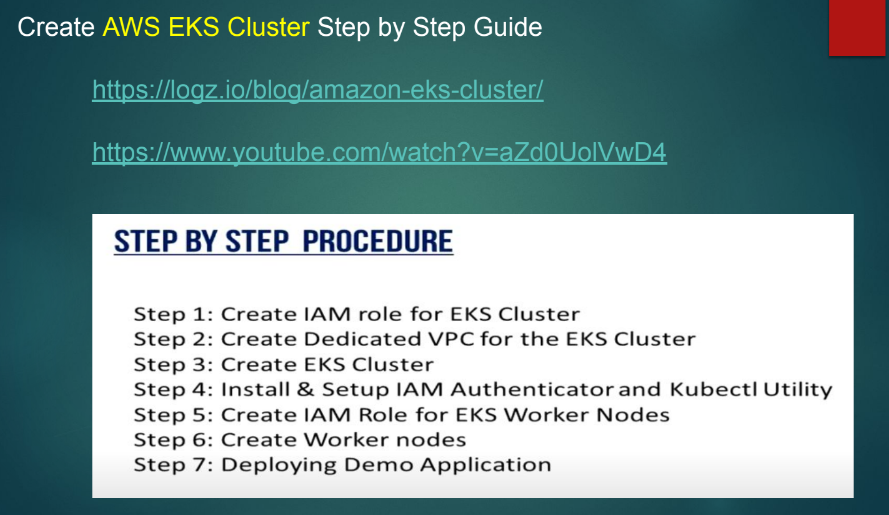 Create AWS EKS Cluster Step by Step Guide
https://logz.io/blog/amazon-eks-cluster/
https://www.youtube.com/watch?v=aZd0UolVwD4
STEP BY STEP PROCEDURE
Step 1: Create IAM role for EKS Cluster
Step 2: Create Dedicated VPC for the EKS Cluster
Step 3: Create EKS Cluster
Step 4: Install & Setup IAM Authenticator and Kubectl Utility
Step 5: Create IAM Role for EKS Worker Nodes
Step 6: Create Worker nodes
Step 7: Deploying Demo Application